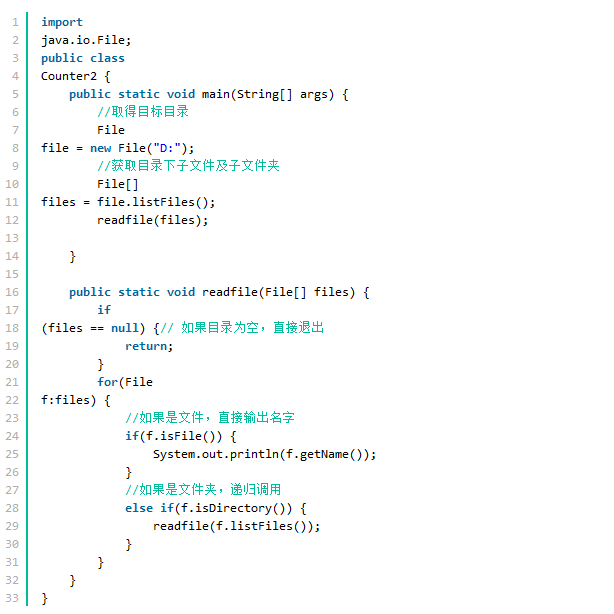 1 import
2 java.io.File;
3 public class
4 Counter2 {
5     public static void main(String[] args) {
6         //取得目标目录
7         File
8 file = new File("D:");
9         //获取目录下子文件及子文件夹
10         File[]
11 files = file.listFiles();
12         readfile(files);
13
14     }
15
16     public static void readfile(File[] files) {
17         if
18 (files == null) {// 如果目录为空，直接退出
19             return;
20         }
21         for(File
22 f:files) {
23             //如果是文件，直接输出名字
24             if(f.isFile()) {
25                 System.out.println(f.getName());
26             }
27             //如果是文件夹，递归调用
28             else if(f.isDirectory()) {
29                 readfile(f.listFiles());
30             }
31         }
32     }
33 }